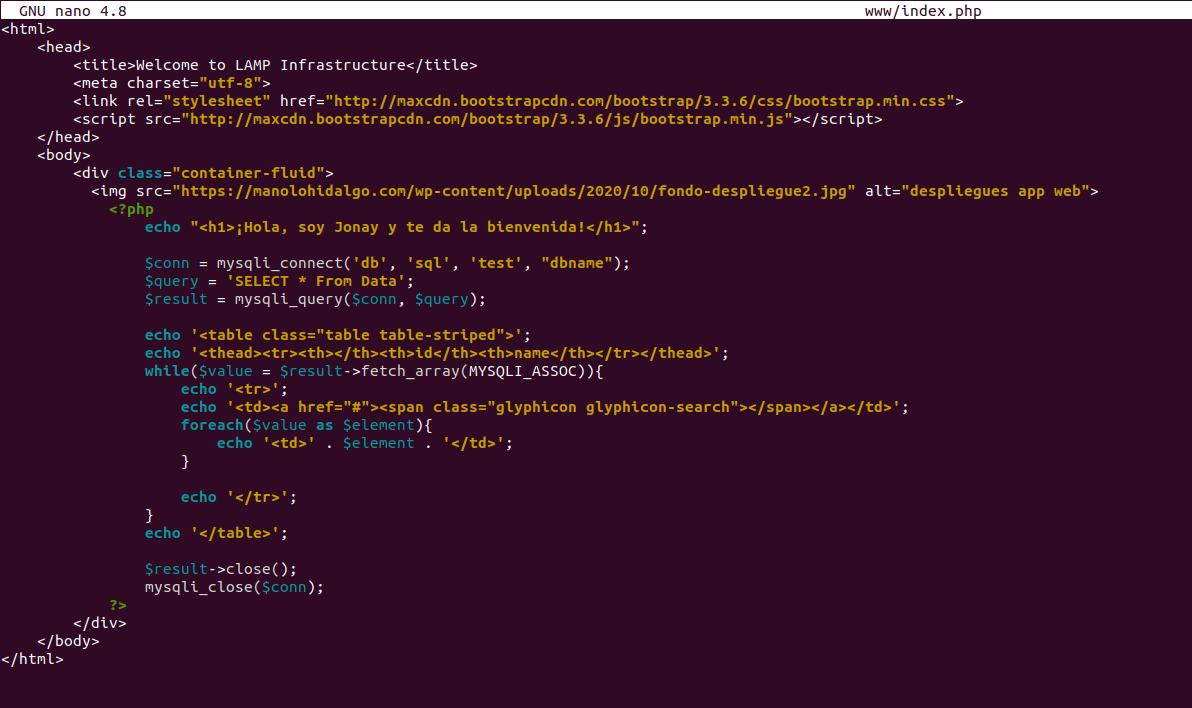 GNU nano 4.8 www/index.php
<html>
    <head>
        <title>Welcome to LAMP Infrastructure</title>
        <meta charset="utf-8">
        <link rel="stylesheet" href="http://maxcdn.bootstrapcdn.com/bootstrap/3.3.6/css/bootstrap.min.css">
        <script src="http://maxcdn.bootstrapcdn.com/bootstrap/3.3.6/js/bootstrap.min.js"></script>
    </head>
    <body>
        <div class="container-fluid">
          <img src="https://manolohidalgo.com/wp-content/uploads/2020/10/fondo-despliegue2.jpg" alt="despliegues app web">
            <?php
                echo "<h1>¡Hola, soy Jonay y te da la bienvenida!</h1>";

                $conn = mysqli_connect('db', 'sql', 'test', "dbname");
                $query = 'SELECT * From Data';
                $result = mysqli_query($conn, $query);

                echo '<table class="table table-striped">';
                echo '<thead><tr><th></th><th>id</th><th>name</th></tr></thead>';
                while($value = $result->fetch_array(MYSQLI_ASSOC)){
                    echo '<tr>';
                    echo '<td><a href="#"><span class="glyphicon glyphicon-search"></span></a></td>';
                    foreach($value as $element){
                        echo '<td>' . $element . '</td>';
                    }

                    echo '</tr>';
                }
                echo '</table>';

                $result->close();
                mysqli_close($conn);
            ?>
        </div>
    </body>
</html>